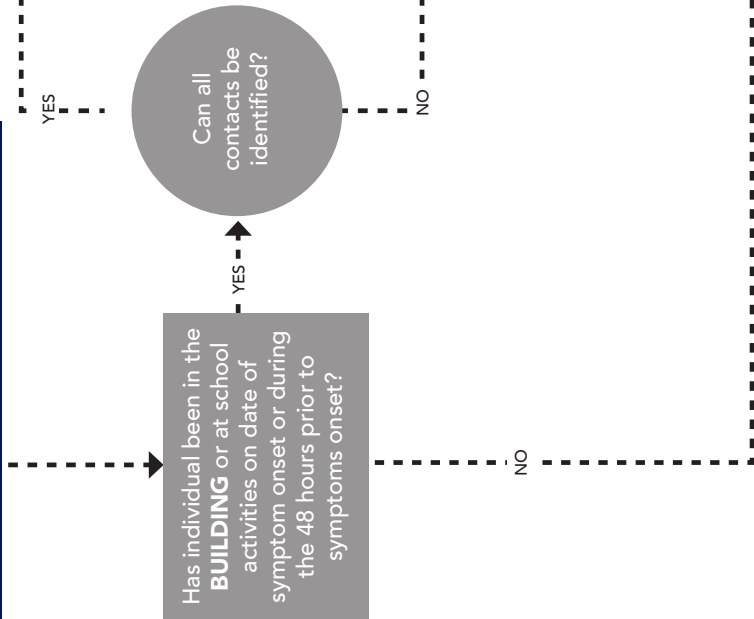 Has individual been in the
BUILDING or at school
activities on date of
symptom onset or during
the 48 hours prior to
symptoms onset?
YES
NO
Can all
contacts be
identified?
YES
NO